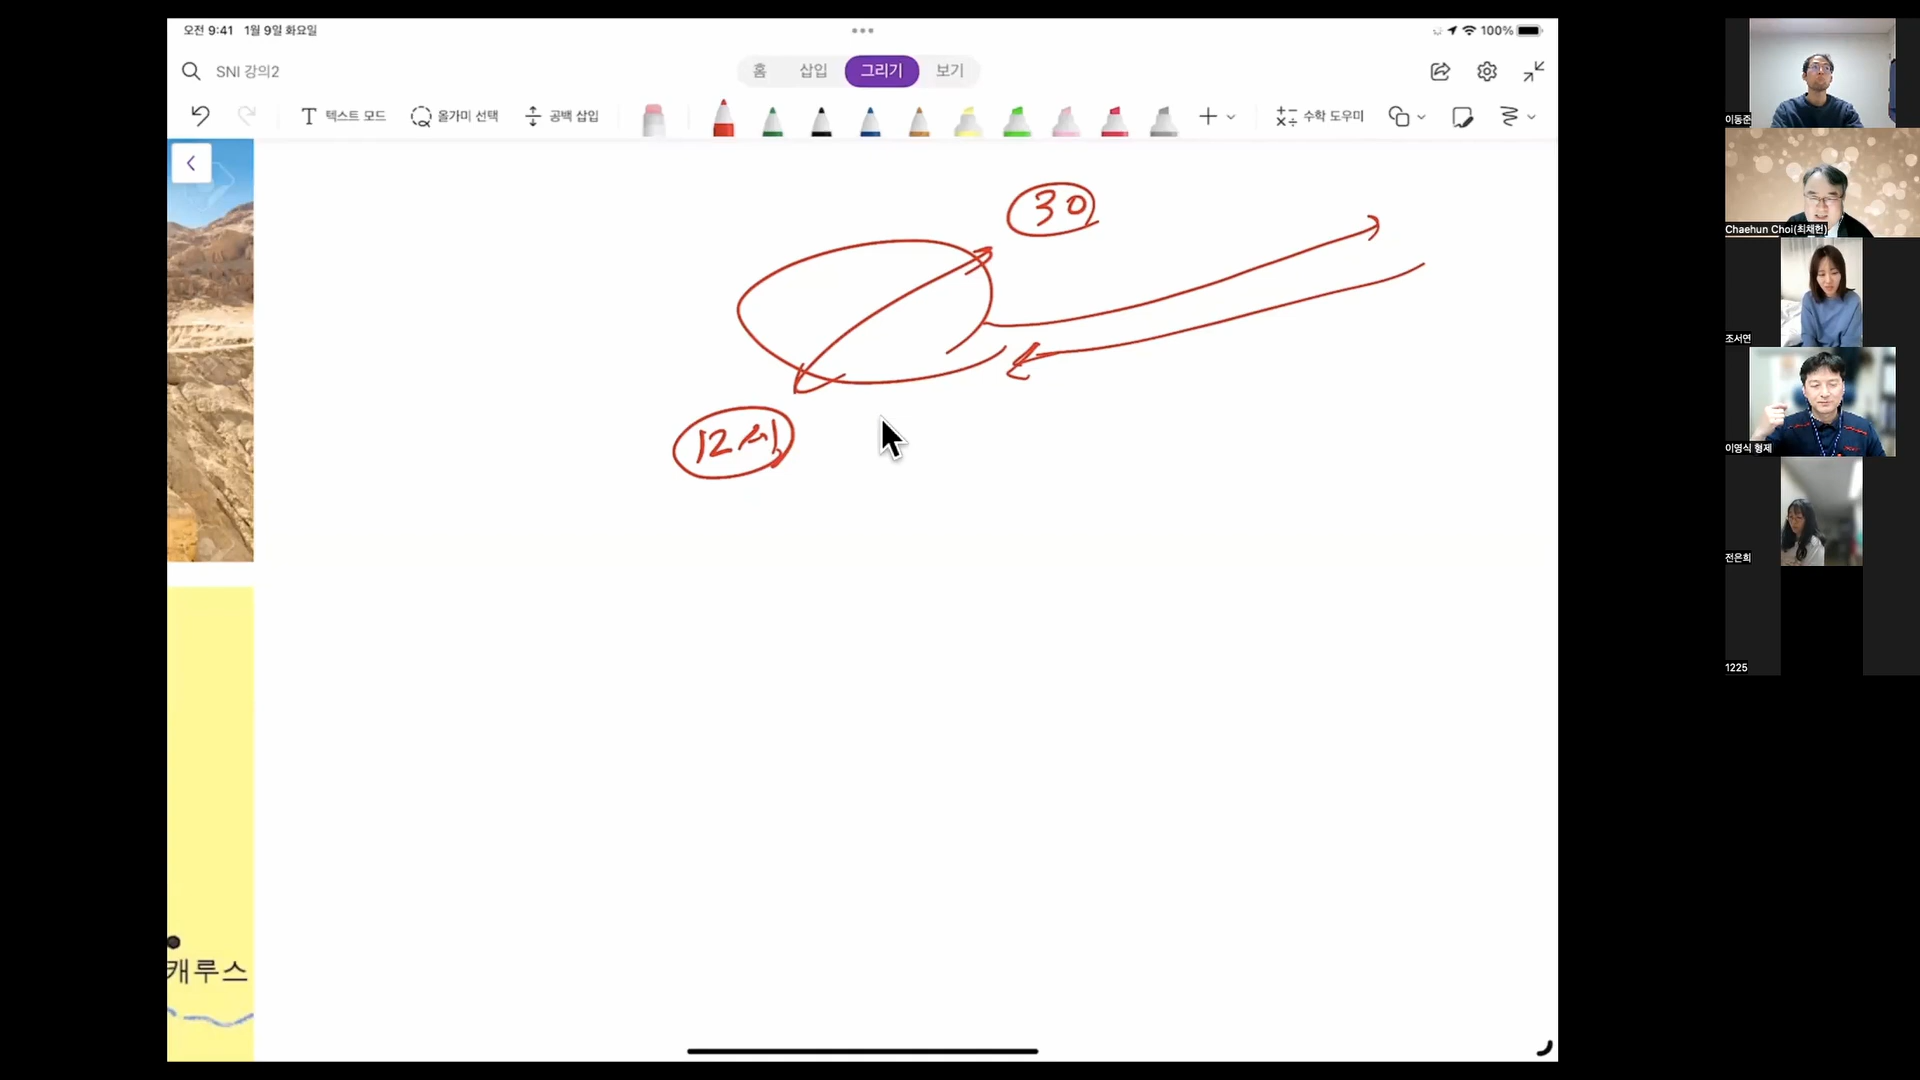 오전 9:41 1월 9일 화요일
100%
SNI 강의2
홈 삽입 그리기 보기
텍스트 모드 올가미 선택 공백 삽입 수학 도우미
12시
캐루스
이동준
Chaehun Choi(최채헌)
조서연
이영식 형제
전은희
1225